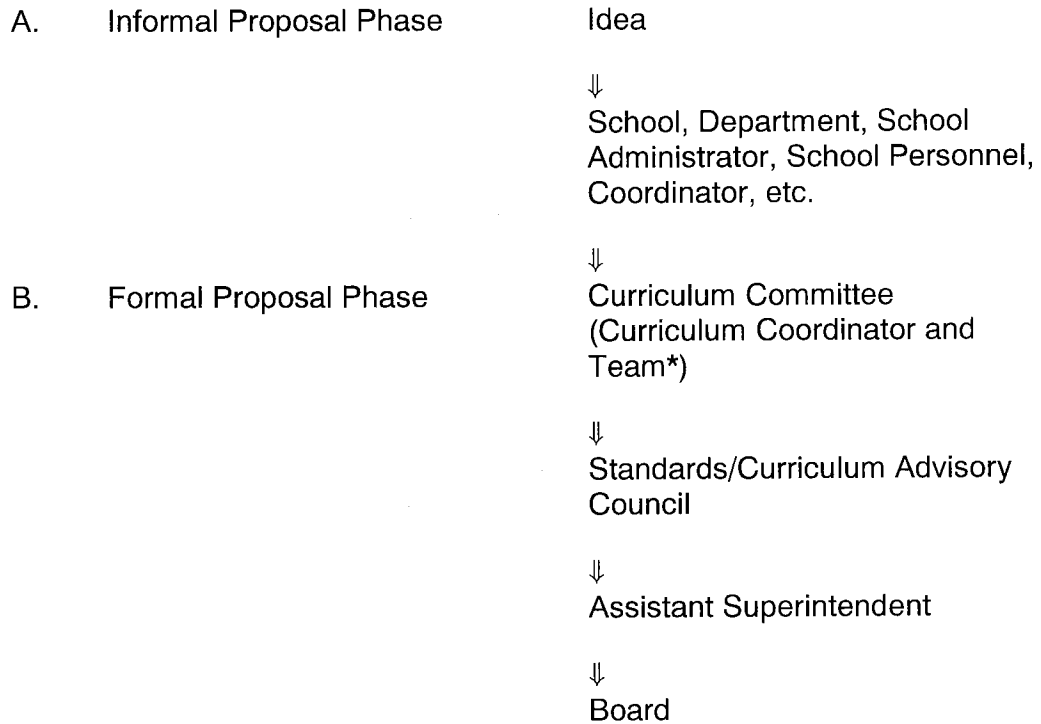 A. Informal Proposal Phase Idea
⇓
School, Department, School
Administrator, School Personnel,
Coordinator, etc.
⇓
B. Formal Proposal Phase Curriculum Committee
(Curriculum Coordinator and
Team*)
⇓
Standards/Curriculum Advisory
Council
⇓
Assistant Superintendent
⇓
Board